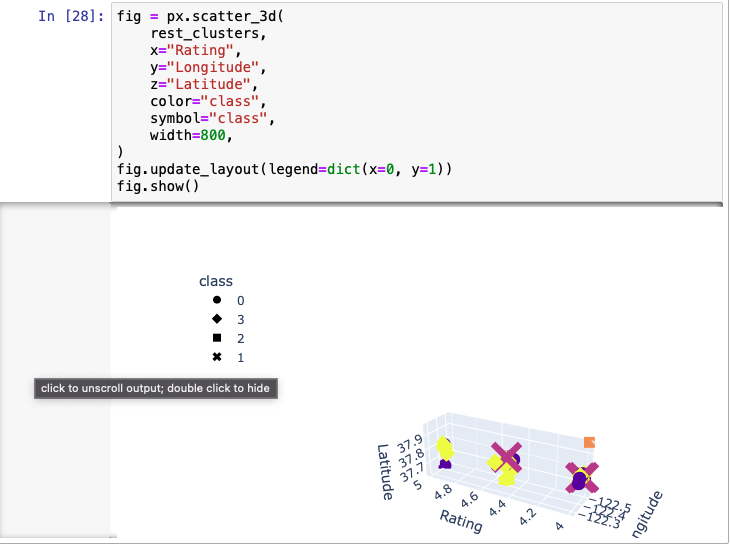 In [28]: fig = px.scatter_3d(
rest_clusters,
x="Rating",
y="Longitude",
z="Latitude",
color="class",
symbol="class",
width=800,
)
fig.update_layout(legend=dict(x=0, y=1))
fig.show()
class
0
3
2
1
click to unscroll output; double click to hide
37.9
37.8
37.7
Latitude
5
4.8
4.6
4.4
4.2
4
Rating
−122.5
−122.4
−122.3
ngitude